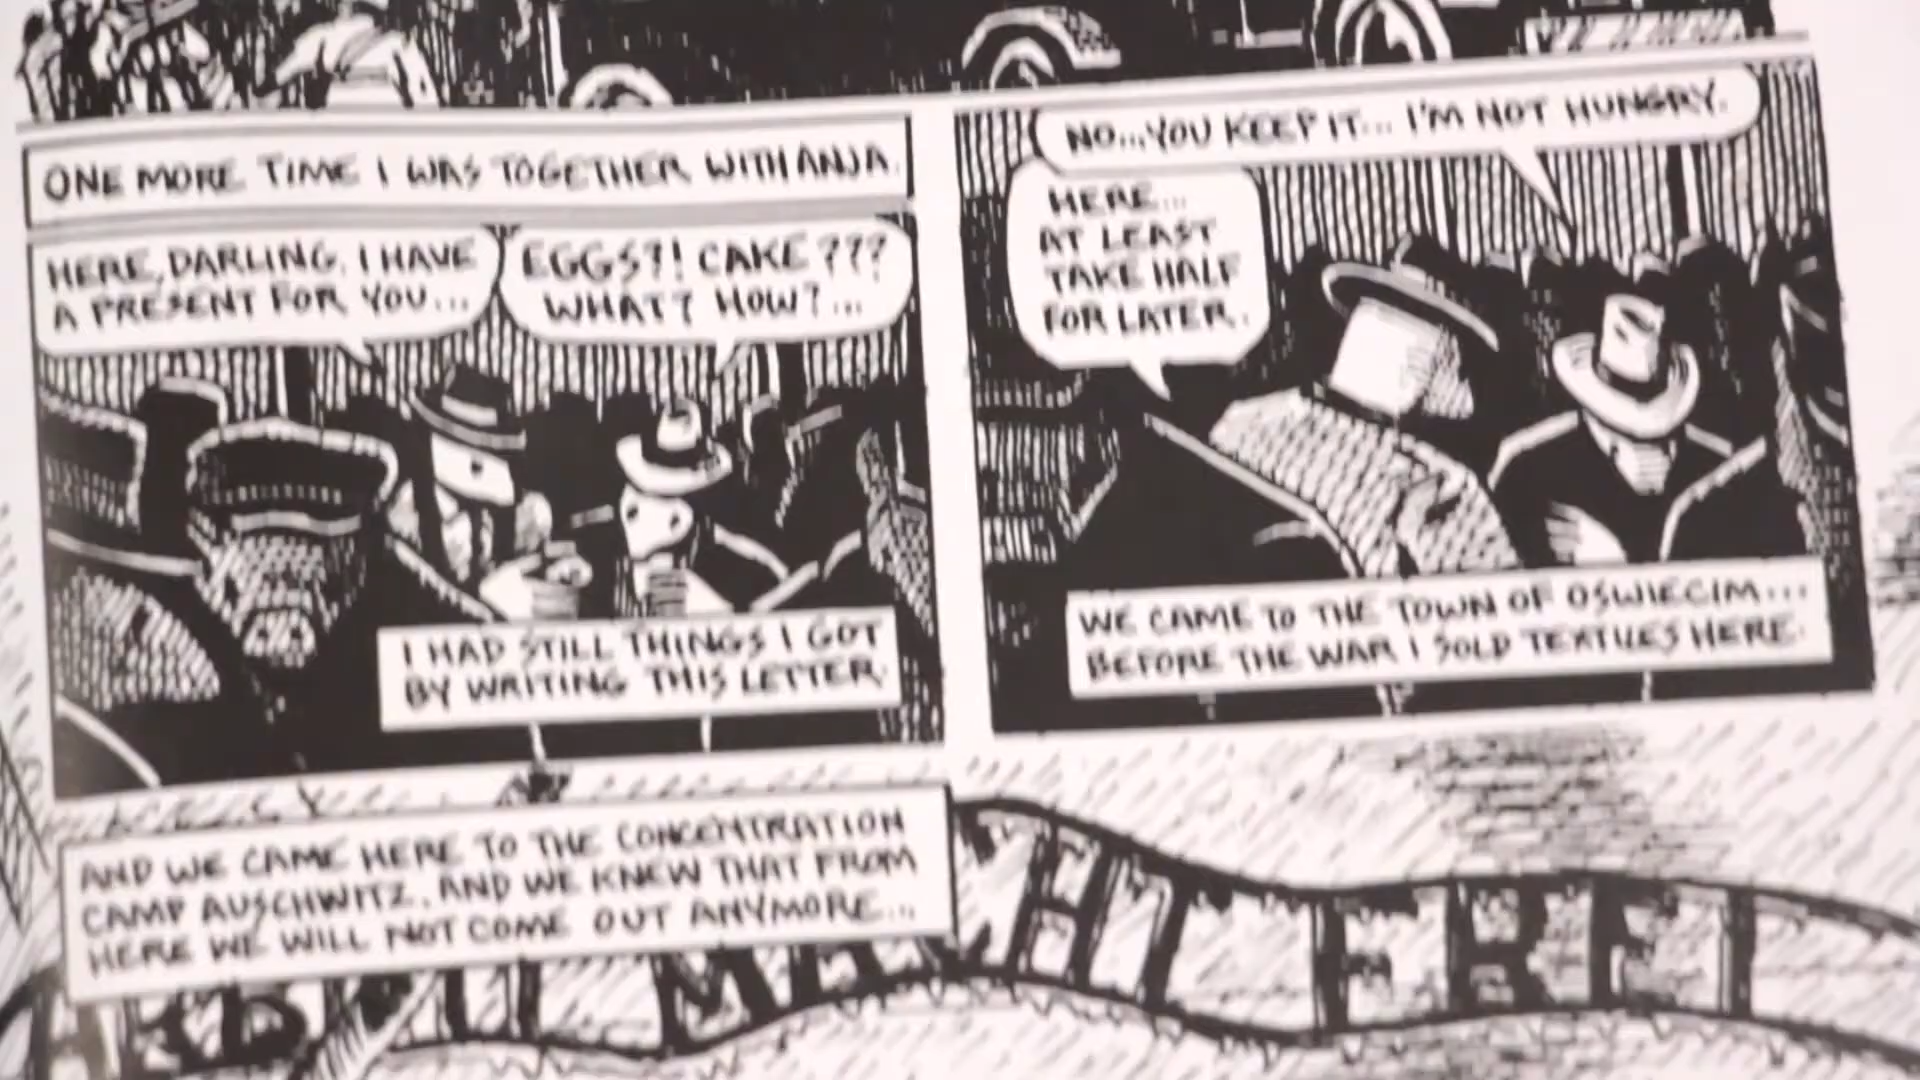 ONE MORE TIME I WAS TOGETHER WITH ANJA.
HERE, DARLING. I HAVE
A PRESENT FOR YOU...
EGGS?! CAKE???
WHAT? HOW?...
I HAD STILL THINGS I GOT
BY WRITING THIS LETTER.
NO...YOU KEEP IT... I'M NOT HUNGRY.
HERE...
AT LEAST
TAKE HALF
FOR LATER.
WE CAME TO THE TOWN OF OSWIECIM...
BEFORE THE WAR I SOLD TEXTILES HERE.
AND WE CAME HERE TO THE CONCENTRATION
CAMP AUSCHWITZ. AND WE KNEW THAT FROM
HERE WE WILL NOT COME OUT ANYMORE...
ARBEIT MACHT FREI